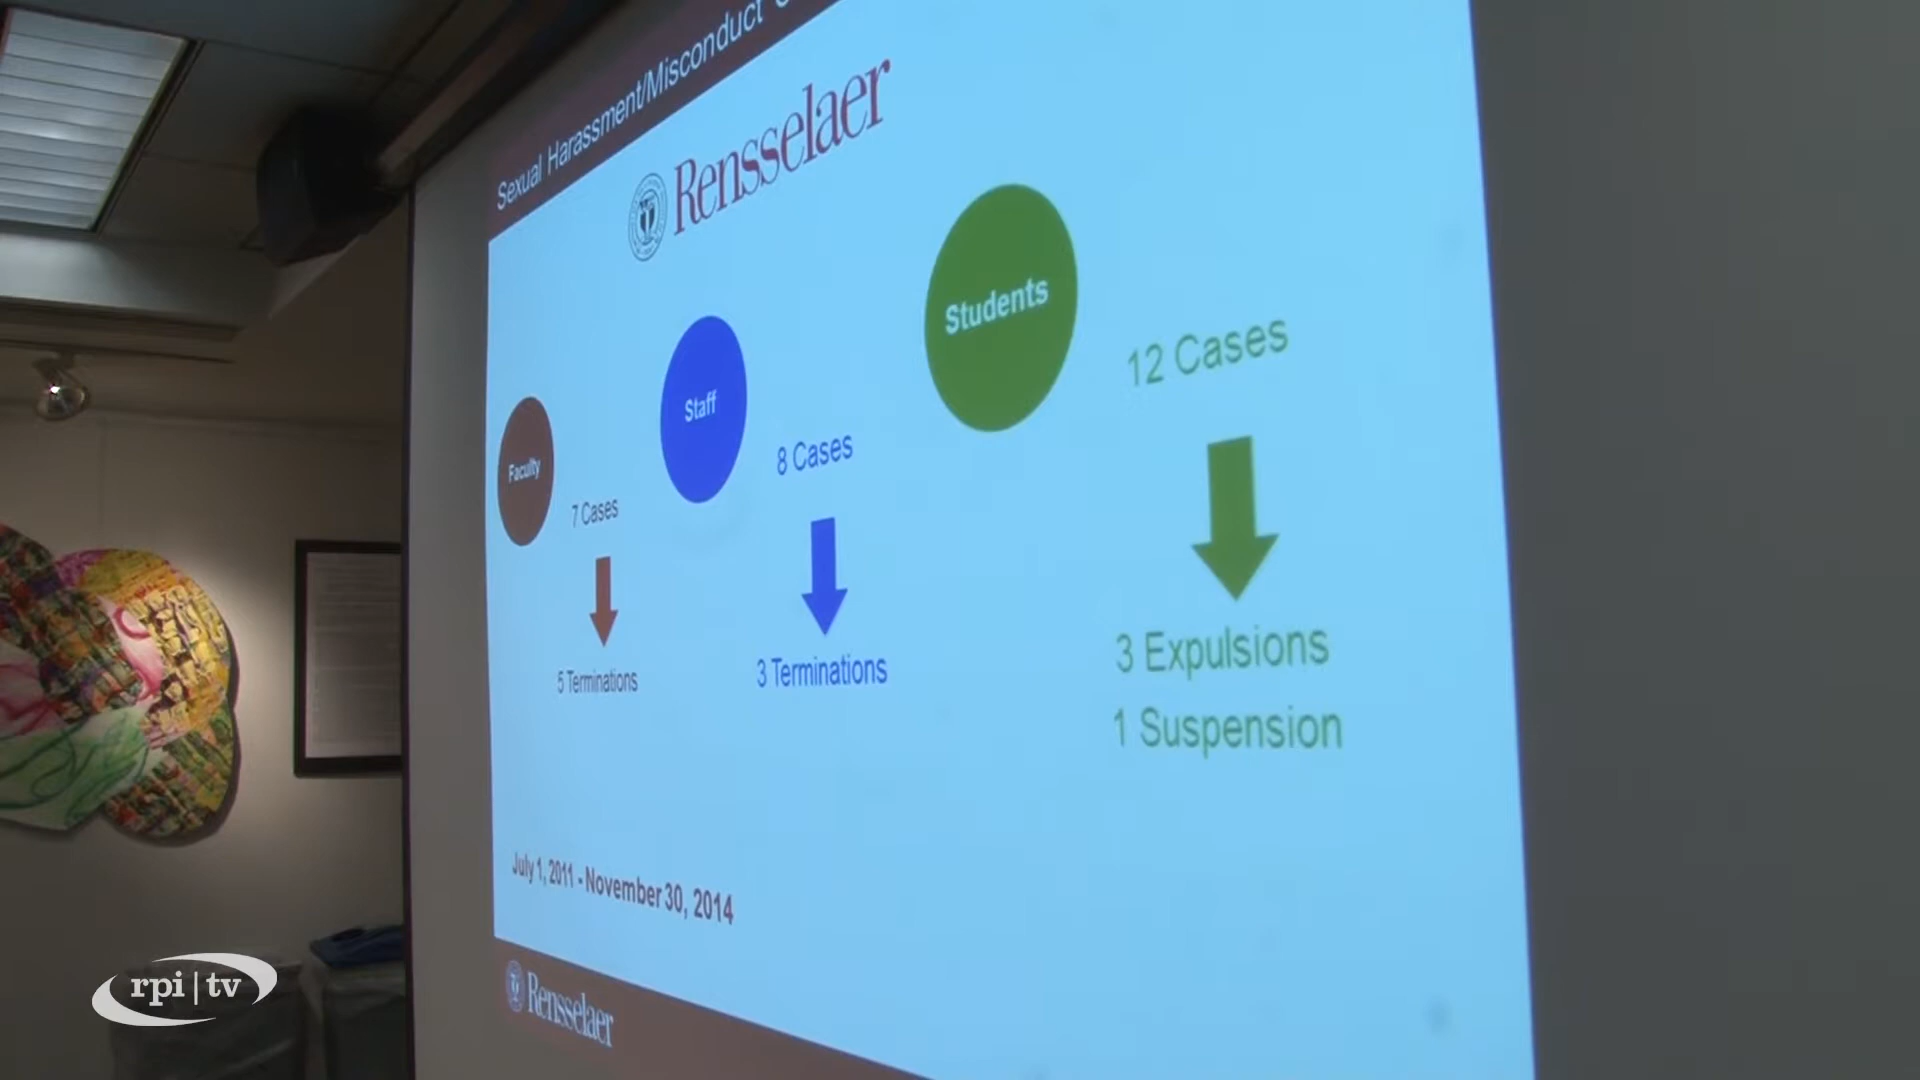 Sexual Harassment/Misconduct
Rensselaer
Students
12 Cases
Staff
8 Cases
Faculty
7 Cases
5 Terminations
3 Terminations
3 Expulsions
1 Suspension
July 1, 2011 - November 30, 2014
Rensselaer
rpi|tv